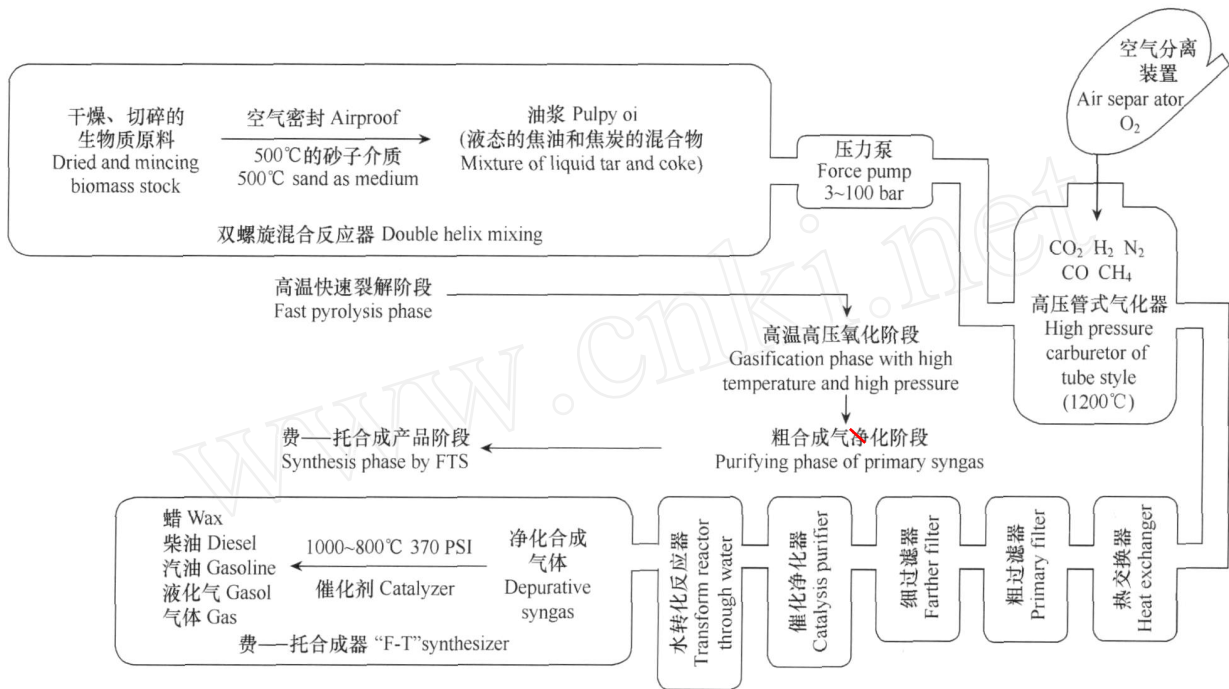 干燥、切碎的
生物质原料
Dried and mincing
biomass stock
空气密封 Airproof
500℃的砂子介质
500℃ sand as medium
油浆 Pulpy oi
(液态的焦油和焦炭的混合物
Mixture of liquid tar and coke)
双螺旋混合反应器 Double helix mixing
压力泵
Force pump
3~100 bar
空气分离
装置
Air separ ator
O₂
CO₂ H₂ N₂
CO CH₄
高压管式气化器
High pressure
carburetor of
tube style
(1200℃)
高温快速裂解阶段
Fast pyrolysis phase
高温高压氧化阶段
Gasification phase with high
temperature and high pressure
粗合成气净化阶段
Purifying phase of primary syngas
费——托合成产品阶段
Synthesis phase by FTS
蜡 Wax
柴油 Diesel
汽油 Gasoline
液化气 Gasol
气体 Gas
1000~800℃ 370 PSI
催化剂 Catalyzer
净化合成
气体
Depurative
syngas
费——托合成器 “F-T”synthesizer
水转化反应器
Transform reactor
through water
催化净化器
Catalysis purifier
细过滤器
Farther filter
粗过滤器
Primary filter
热交换器
Heat exchanger
www.cnki.net